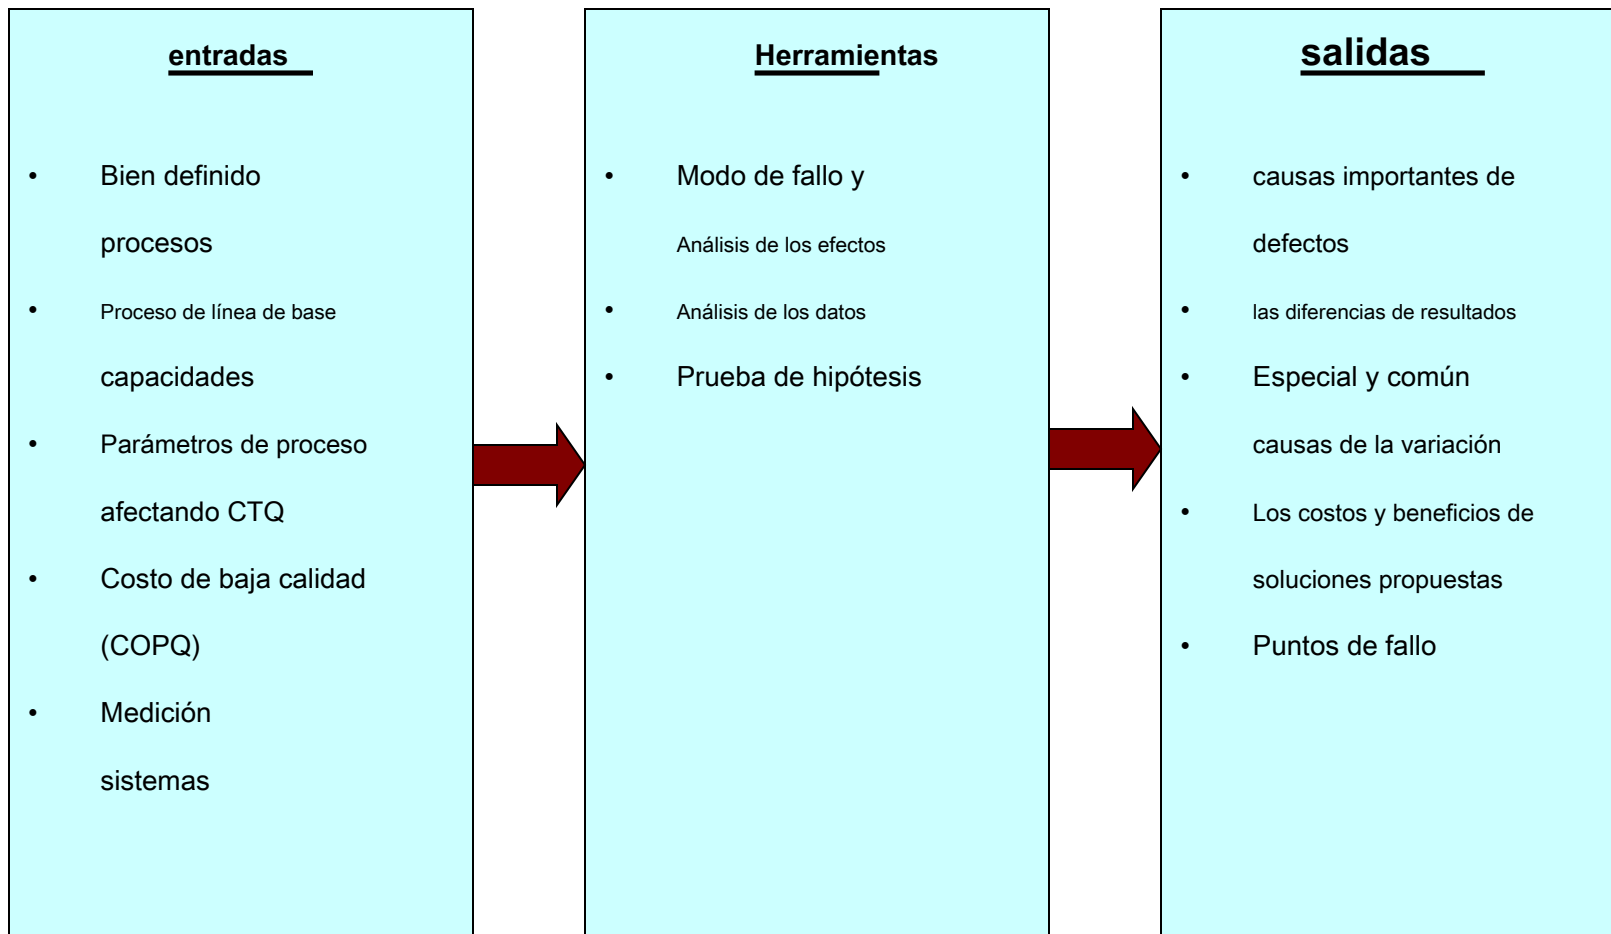 entradas
• Bien definido
procesos
• Proceso de línea de base
capacidades
• Parámetros de proceso
afectando CTQ
• Costo de baja calidad
(COPQ)
• Medición
sistemas
Herramientas
• Modo de fallo y
Análisis de los efectos
• Análisis de los datos
• Prueba de hipótesis
salidas
• causas importantes de
defectos
• las diferencias de resultados
• Especial y común
causas de la variación
• Los costos y beneficios de
soluciones propuestas
• Puntos de fallo